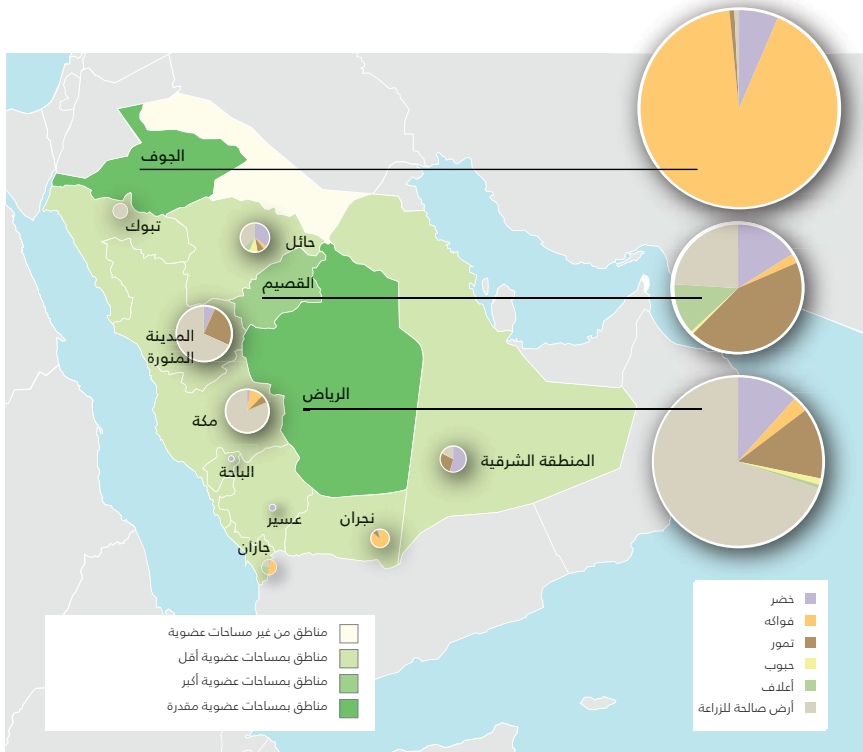 الجوف
تبوك
حائل
القصيم
المدينة
المنورة
الرياض
مكة
المنطقة الشرقية
الباحة
عسير
نجران
جازان
خضر
فواكه
تمور
حبوب
أعلاف
أرض صالحة للزراعة
مناطق من غير مساحات عضوية
مناطق بمساحات عضوية أقل
مناطق بمساحات عضوية أكبر
مناطق بمساحات عضوية مقدرة